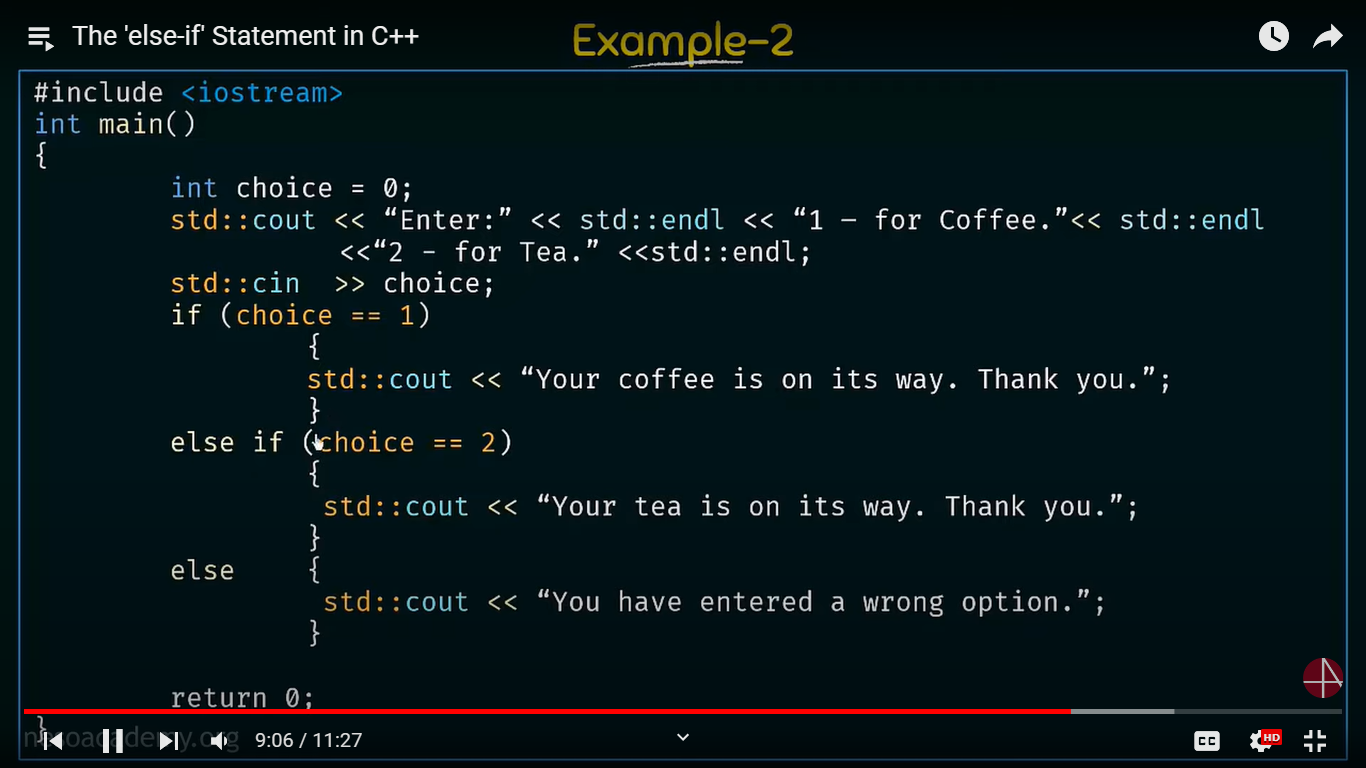 The 'else-if' Statement in C++
Example-2
#include <iostream>
int main()
{
int choice = 0;
std::cout << “Enter:” << std::endl << “1 – for Coffee.”<< std::endl
<<“2 - for Tea.” <<std::endl;
std::cin >> choice;
if (choice == 1)
{
std::cout << “Your coffee is on its way. Thank you.”;
}
else if (choice == 2)
{
std::cout << “Your tea is on its way. Thank you.”;
}
else {
std::cout << “You have entered a wrong option.”;
}
return 0;
}
nesoacademy.org
9:06 / 11:27
CC
HD